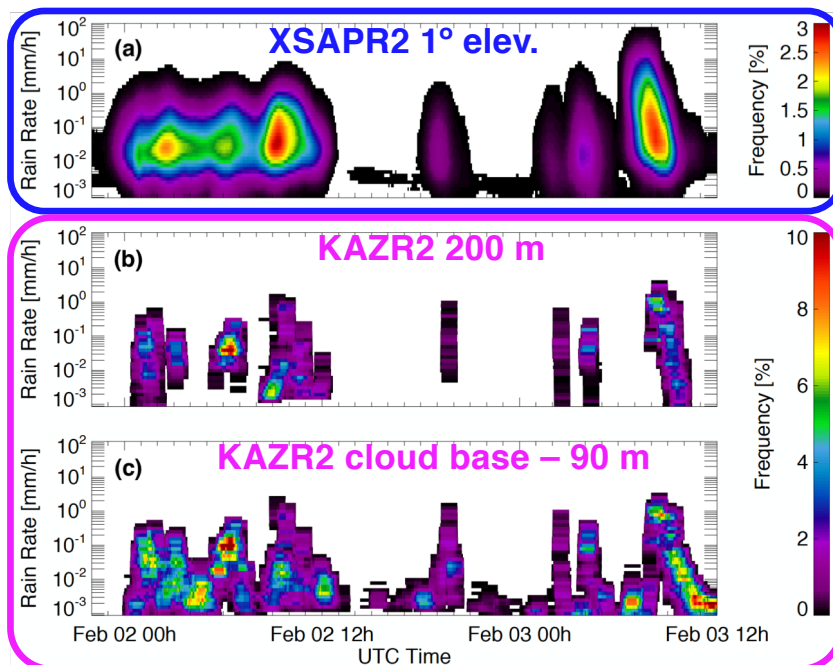 XSAPR2 1° elev.
(a)
Rain Rate [mm/h]
10² 10⁰ 10⁻¹ 10⁻² 10⁻³
Frequency [%]
3 2.5 2 1.5 1 0.5 0
KAZR2 200 m
(b)
Rain Rate [mm/h]
10² 10¹ 10⁰ 10⁻¹ 10⁻² 10⁻³
KAZR2 cloud base – 90 m
(c)
Rain Rate [mm/h]
10² 10¹ 10⁰ 10⁻¹ 10⁻² 10⁻³
Frequency [%]
10 8 6 4 2 0
Feb 02 00h Feb 02 12h Feb 03 00h Feb 03 12h
UTC Time